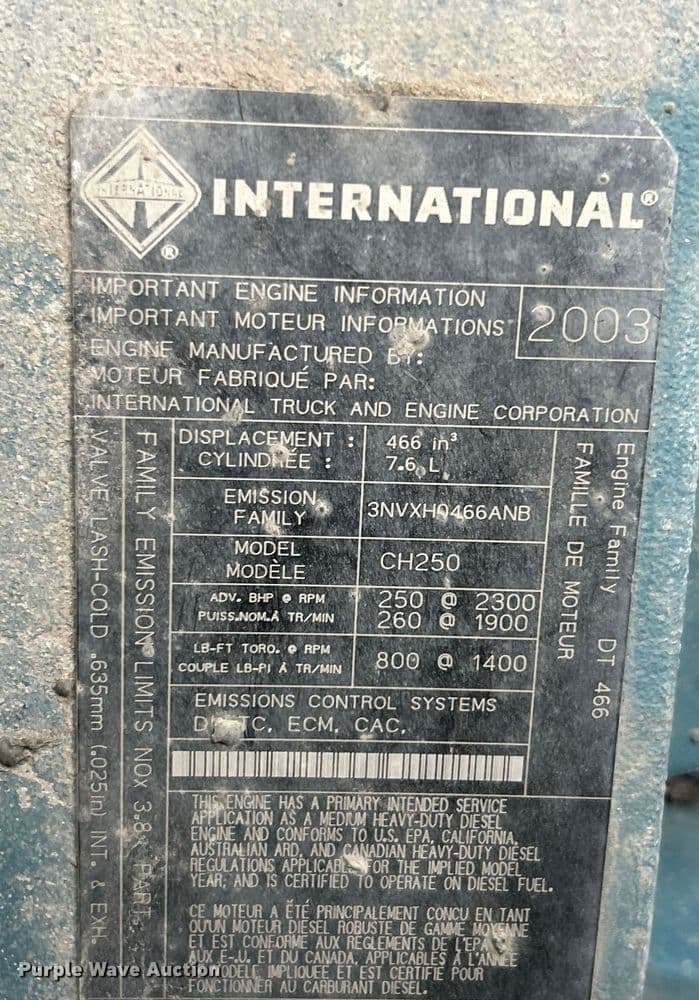 INTERNATIONAL
®
INTERNATIONAL®
IMPORTANT ENGINE INFORMATION
IMPORTANT MOTEUR INFORMATIONS
2003
ENGINE MANUFACTURED BY:
MOTEUR FABRIQUÉ PAR:
INTERNATIONAL TRUCK AND ENGINE CORPORATION
VALVE LASH-COLD .635mm (.025in) INT. & EXH.
FAMILY EMISSION LIMITS NOx 3.8 PART.
DISPLACEMENT : 466 in³
CYLINDRÉE : 7.6 L
EMISSION FAMILY 3NVXH0466ANB
MODEL
MODÈLE
CH250
ADV. BHP @ RPM 250 @ 2300
PUISS.NOM.À TR/MIN 260 @ 1900
LB-FT TORQ. @ RPM
COUPLE LB-PI À TR/MIN
800 @ 1400
EMISSIONS CONTROL SYSTEMS
ECM, CAC,
Engine Family DT 466
FAMILLE DE MOTEUR
THIS ENGINE HAS A PRIMARY INTENDED SERVICE
APPLICATION AS A MEDIUM HEAVY-DUTY DIESEL
ENGINE AND CONFORMS TO U.S. EPA, CALIFORNIA,
AUSTRALIAN ARD, AND CANADIAN HEAVY-DUTY DIESEL
REGULATIONS APPLICABLE FOR THE IMPLIED MODEL
YEAR; AND IS CERTIFIED TO OPERATE ON DIESEL FUEL.
CE MOTEUR A ÉTÉ PRINCIPALEMENT CONCU EN TANT
QU'UN MOTEUR DIESEL ROBUSTE DE GAMME MOYENNE
ET EST CONFORME AUX REGLEMENTS DE L'EPA
AUX E-.U. ET DU CANADA, APPLICABLES À L'ANNÉE
MODELE IMPLIQUEE ET EST CERTIFIÉ POUR
FONCTIONNER AU CARBURANT DIESEL.
Purple Wave Auction